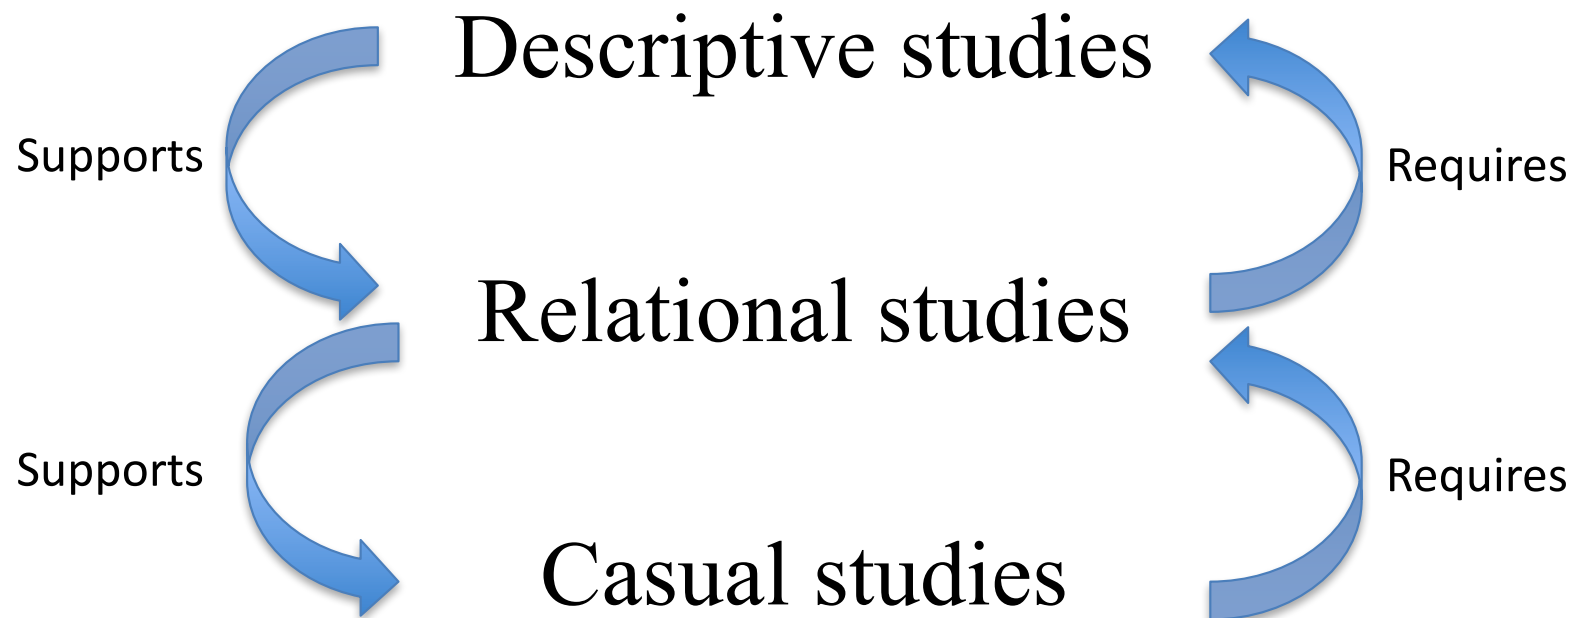 Descriptive studies
Supports
Requires
Relational studies
Supports
Requires
Casual studies